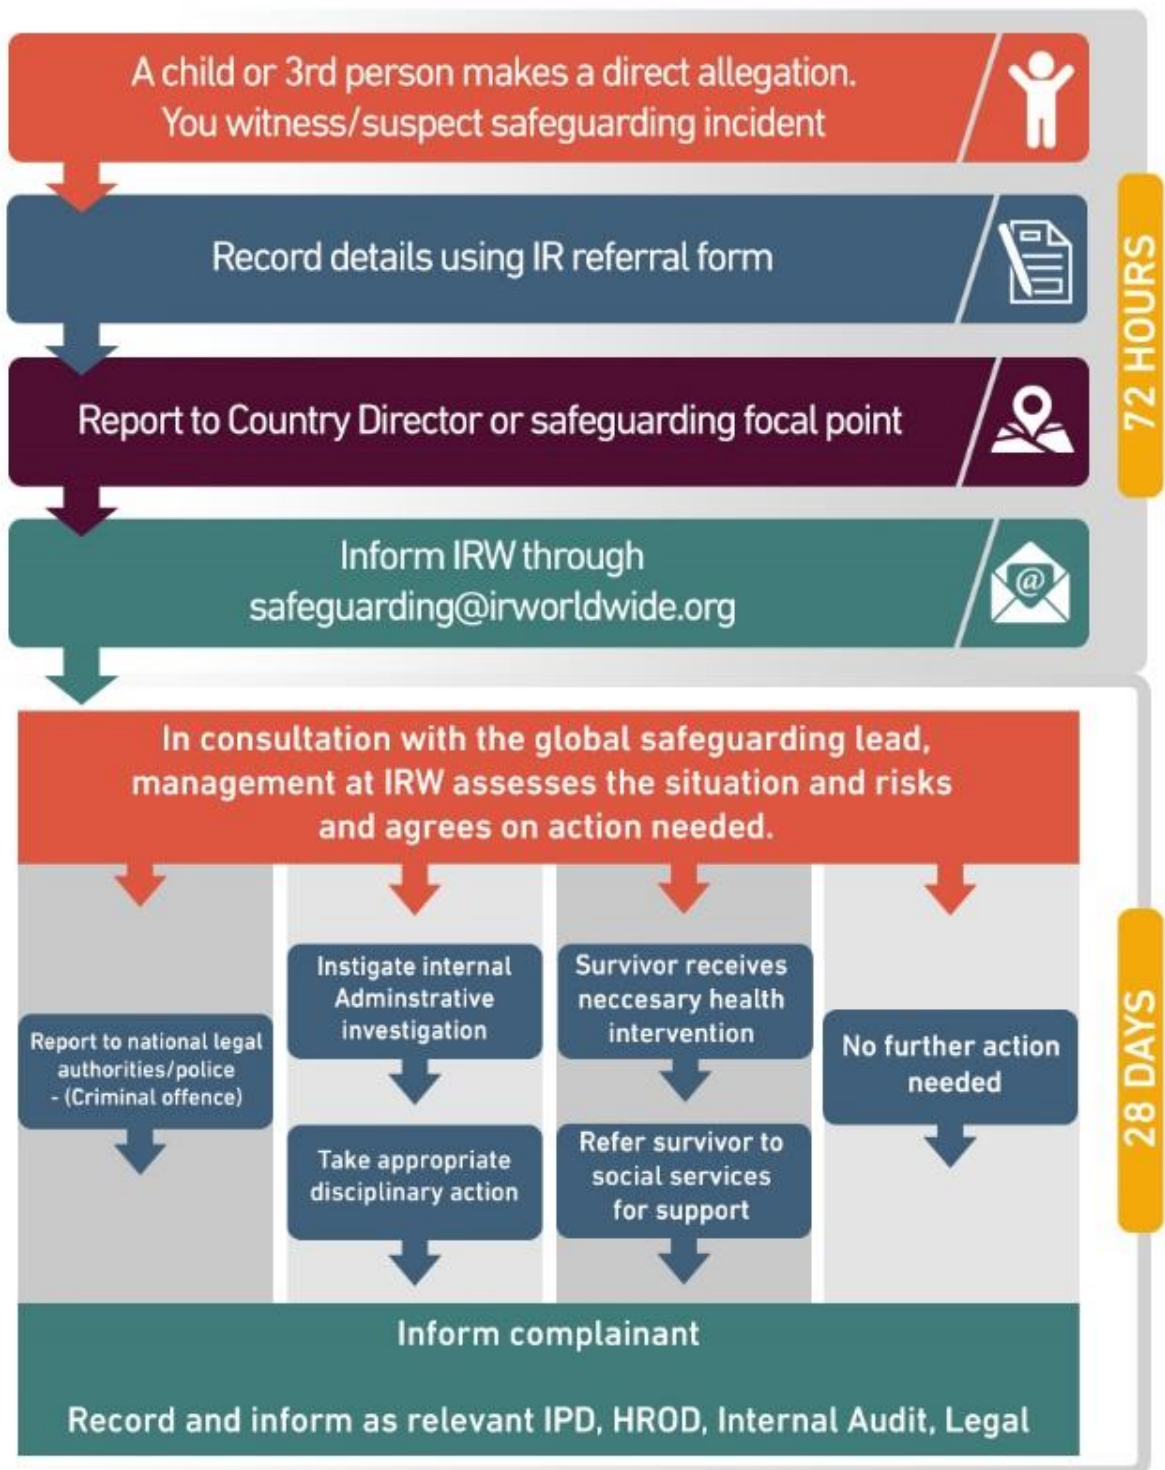 A child or 3rd person makes a direct allegation.
You witness/suspect safeguarding incident
Record details using IR referral form
Report to Country Director or safeguarding focal point
Inform IRW through
safeguarding@irworldwide.org
72 HOURS
In consultation with the global safeguarding lead,
management at IRW assesses the situation and risks
and agrees on action needed.
Report to national legal
authorities/police
- (Criminal offence)
Instigate internal
Adminstrative
investigation
Take appropriate
disciplinary action
Survivor receives
neccesary health
intervention
Refer survivor to
social services
for support
No further action
needed
28 DAYS
Inform complainant
Record and inform as relevant IPD, HROD, Internal Audit, Legal